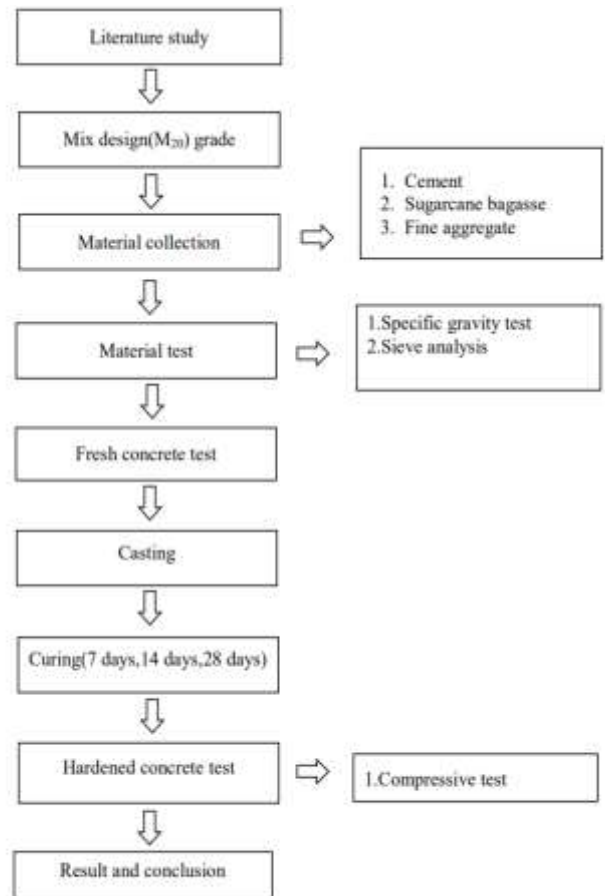 Literature study
Mix design(M₂₀) grade
Material collection
1. Cement
2. Sugarcane bagasse
3. Fine aggregate
Material test
1.Specific gravity test
2.Sieve analysis
Fresh concrete test
Casting
Curing(7 days,14 days,28 days)
Hardened concrete test
1.Compressive test
Result and conclusion